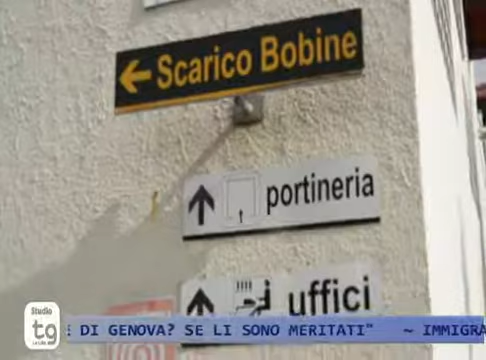 ← Scarico Bobine
↑ portineria
↑ uffici
Studio
tg
DI GENOVA? SE LI SONO MERITATI" ~ IMMIGRA